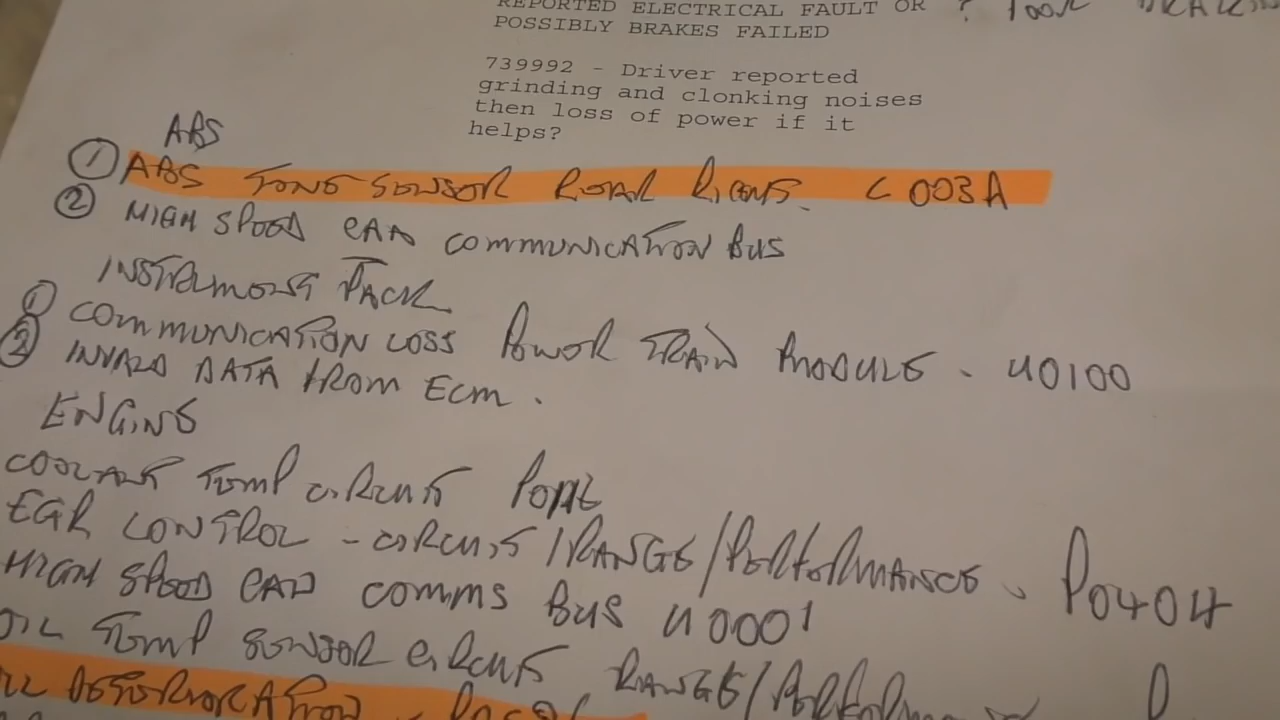 REPORTED ELECTRICAL FAULT OR ?
POSSIBLY BRAKES FAILED
739992 - Driver reported
grinding and clonking noises
then loss of power if it
helps?
ABS
① ABS TONE SENSOR REAR RIGHT C003A
② HIGH SPEED CAN COMMUNICATION BUS
INSTRUMENT PACK
① COMMUNICATION LOSS POWER TRAIN MODULE - U0100
② INVALID DATA FROM ECM.
ENGINE
COOLANT TEMP CIRCUIT
EGR CONTROL - CIRCUIT/RANGE/PERFORMANCE - P0404
HIGH SPEED CAN COMMS BUS U0001
OIL TEMP SENSOR CIRCUIT RANGE/PERFORMANCE
OIL DETERIORATION -